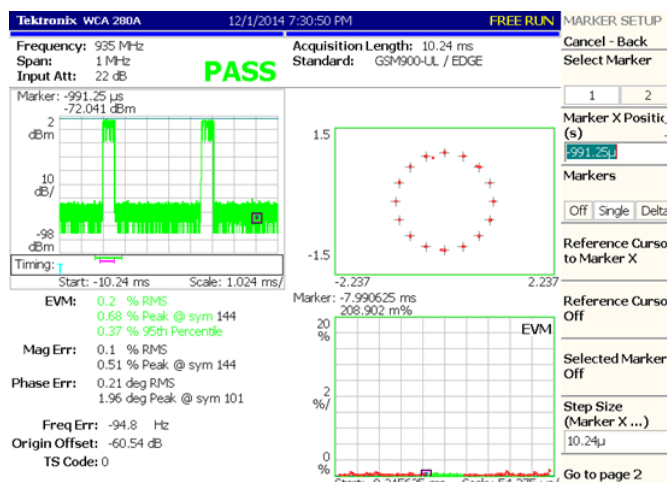 Tektronix WCA 280A 12/1/2014 7:30:50 PM FREE RUN
Frequency: 935 MHz
Span: 1 MHz
Input Att: 22 dB
PASS
Acquisition Length: 10.24 ms
Standard: GSM900-UL / EDGE
Marker: -991.25 µs
-72.041 dBm
2
dBm
10
dB/
-98
dBm
Timing:
Start: -10.24 ms Scale: 1.024 ms/
1.5
-1.5
-2.237 2.237
EVM: 0.2 % RMS
0.68 % Peak @ sym 144
0.37 % 95th Percentile
Mag Err: 0.1 % RMS
0.51 % Peak @ sym 144
Phase Err: 0.21 deg RMS
1.96 deg Peak @ sym 101
Freq Err: -94.8 Hz
Origin Offset: -60.54 dB
TS Code: 0
Marker: -7.990625 ms
208.902 m%
20
%
EVM
2
%/
0
%
MARKER SETUP
Cancel - Back
Select Marker
1 2
Marker X Positic
(s)
-991.25µ
Markers
Off Single Delta
Reference Curso
to Marker X
Reference Curso
Off
Selected Marker
Off
Step Size
(Marker X ...)
10.24µ
Go to page 2